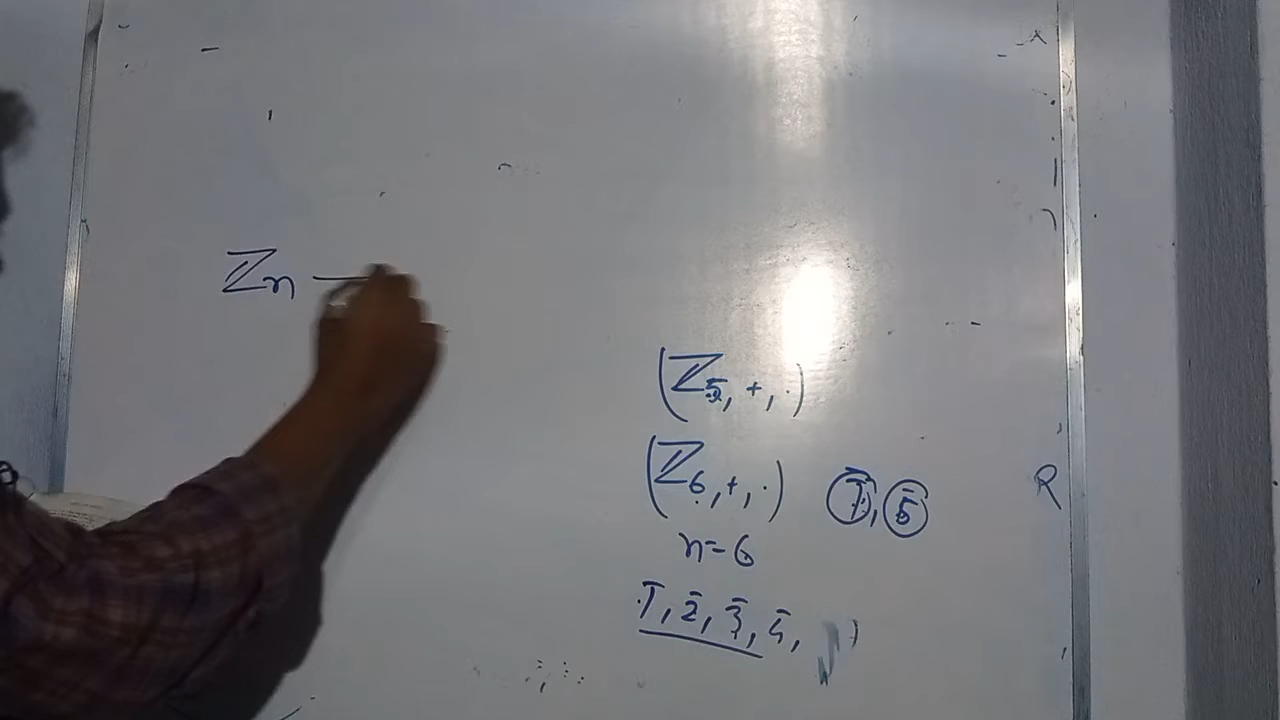 Zn —
(Z5, +, ·)
(Z6, +, ·) 1̄, 5̄
R
n=6
1̄, 2̄, 3̄, 4̄,